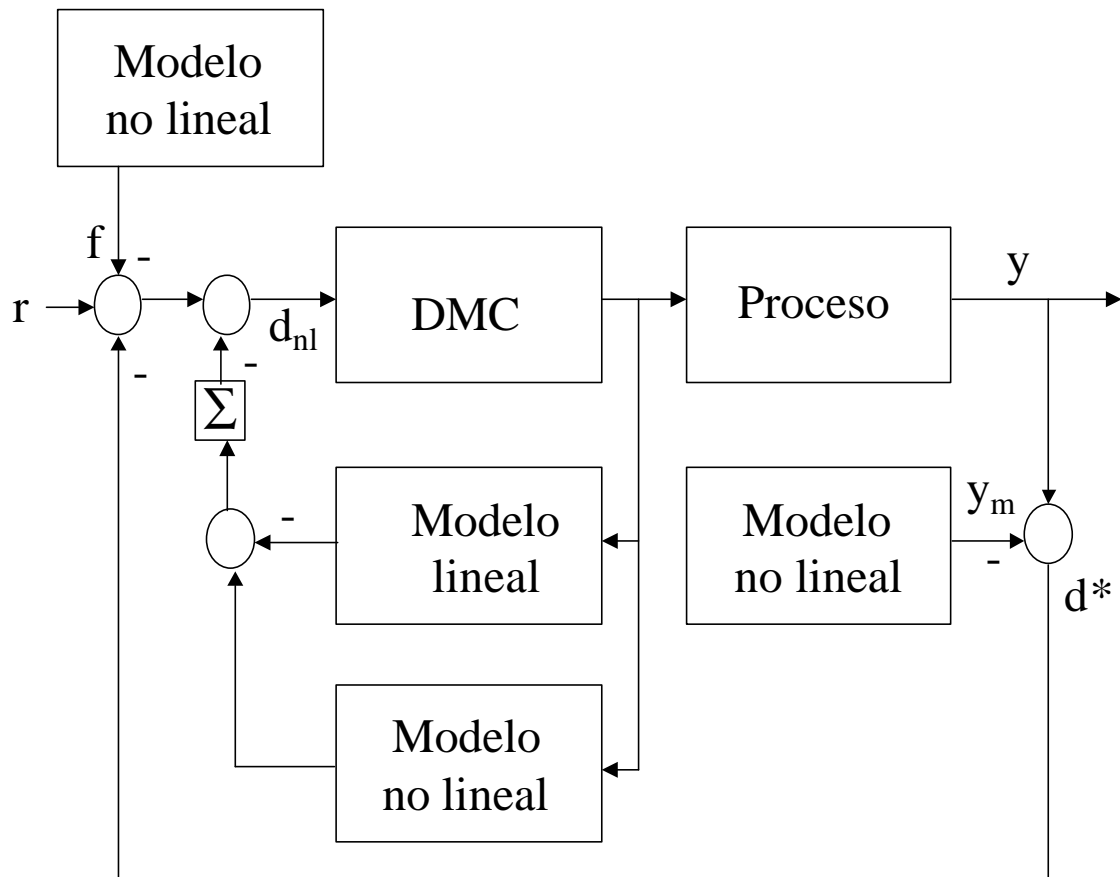 Modelo
no lineal
f
-
r
-
d_nl
-
Σ
DMC
Proceso
y
-
Modelo
lineal
Modelo
no lineal
y_m
-
d*
Modelo
no lineal